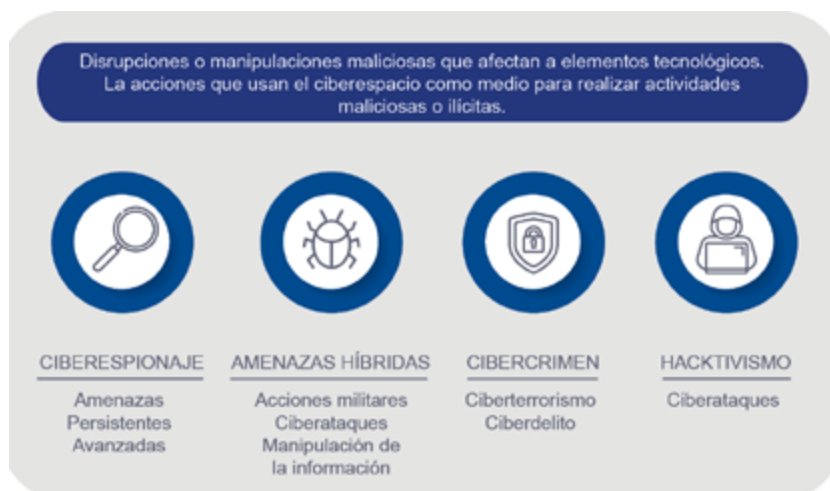 Disrupciones o manipulaciones maliciosas que afectan a elementos tecnológicos.
La acciones que usan el ciberespacio como medio para realizar actividades
maliciosas o ilícitas.
CIBERESPIONAJE
Amenazas
Persistentes
Avanzadas
AMENAZAS HÍBRIDAS
Acciones militares
Ciberataques
Manipulación de
la información
CIBERCRIMEN
Ciberterrorismo
Ciberdelito
HACKTIVISMO
Ciberataques